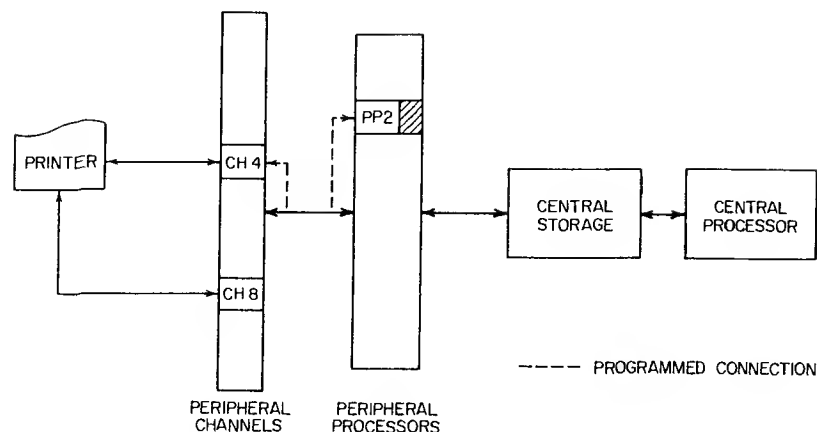 PP2
PRINTER
CH 4
CENTRAL
STORAGE
CENTRAL
PROCESSOR
CH 8
--- PROGRAMMED CONNECTION
PERIPHERAL
CHANNELS
PERIPHERAL
PROCESSORS